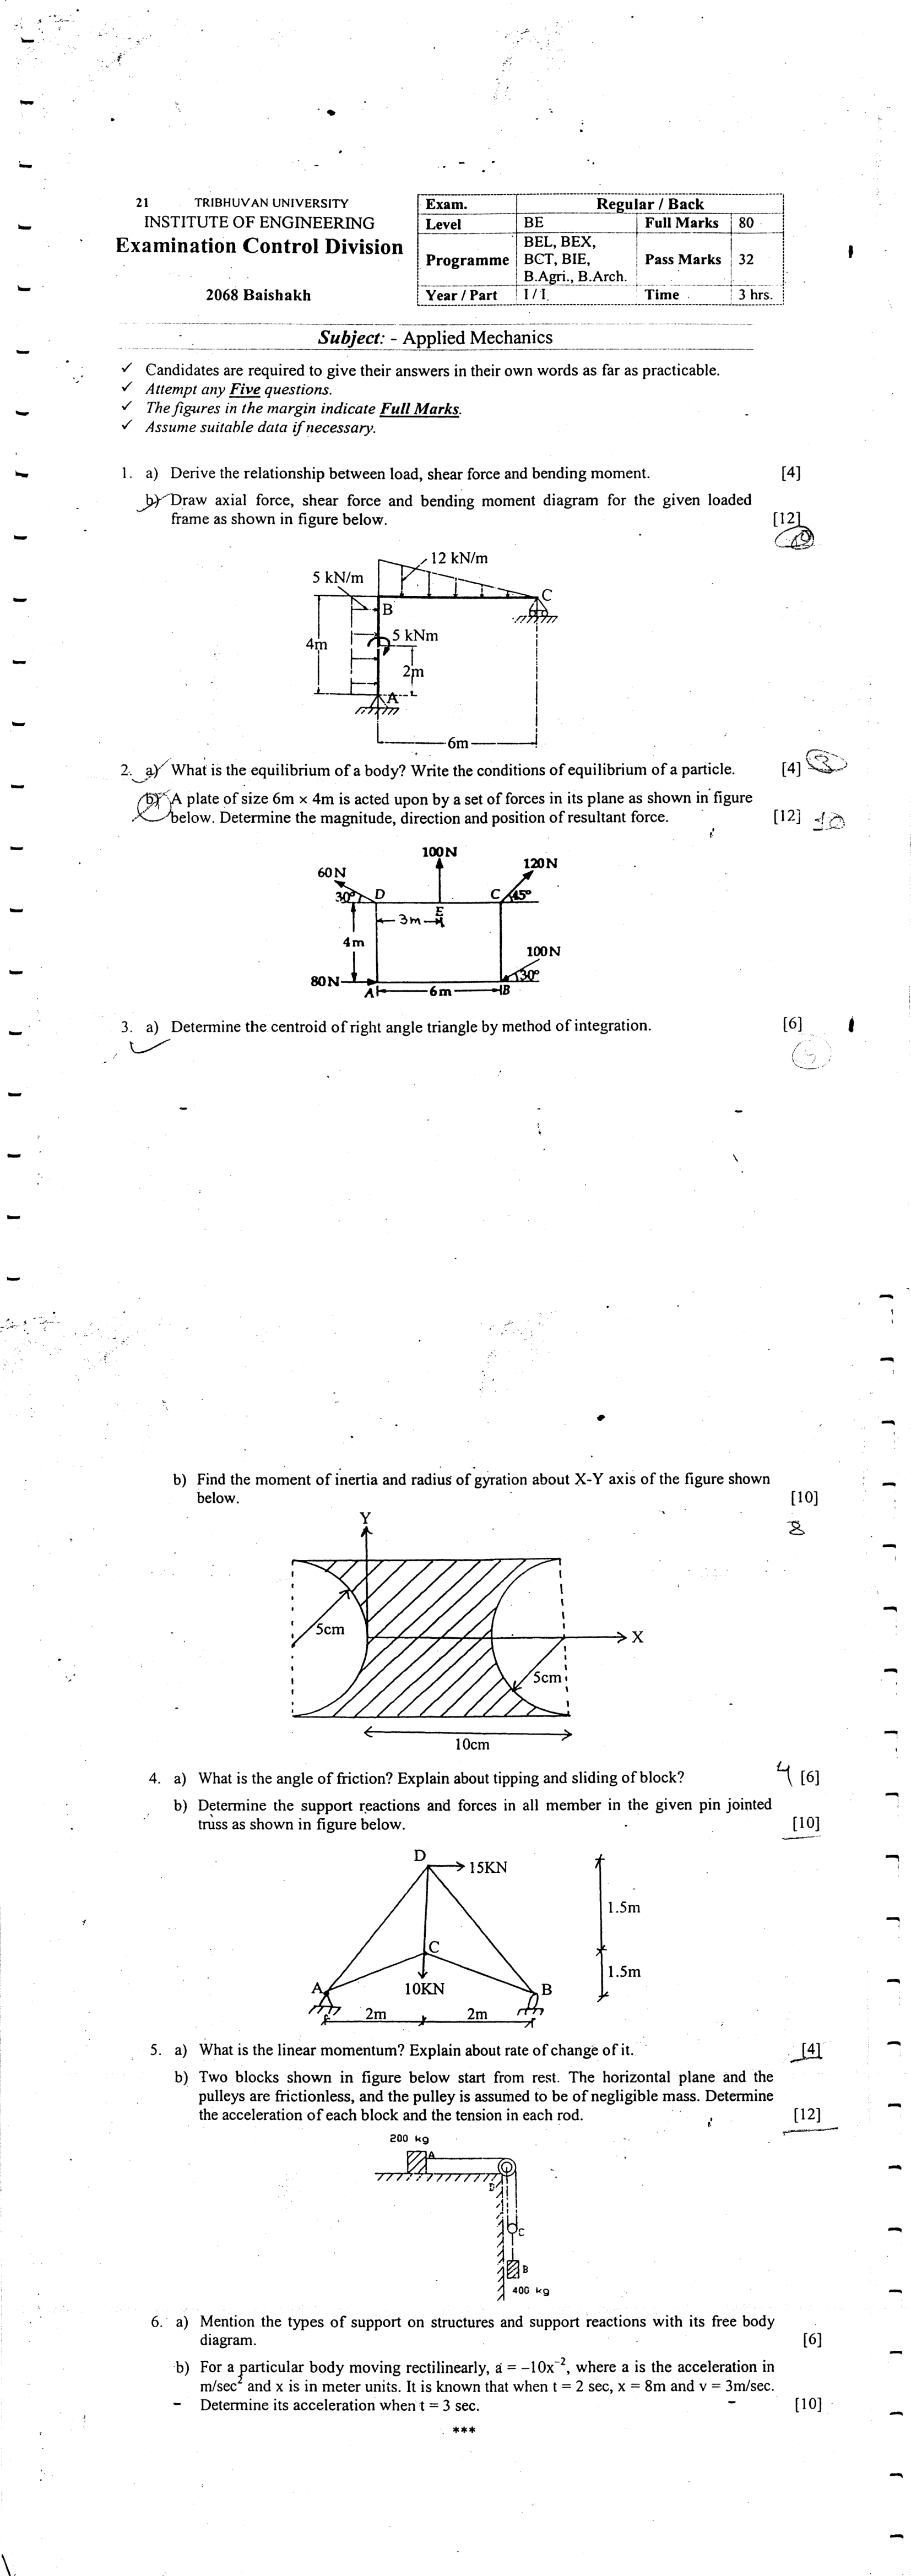 21 TRIBHUVAN UNIVERSITY
INSTITUTE OF ENGINEERING
Examination Control Division
2068 Baishakh
Exam. Regular / Back
Level BE Full Marks 80
Programme BEL, BEX, BCT, BIE, B.Agri., B.Arch. Pass Marks 32
Year / Part I / I Time 3 hrs.
Subject: - Applied Mechanics
✓ Candidates are required to give their answers in their own words as far as practicable.
✓ Attempt any Five questions.
✓ The figures in the margin indicate Full Marks.
✓ Assume suitable data if necessary.
1. a) Derive the relationship between load, shear force and bending moment. [4]
b) Draw axial force, shear force and bending moment diagram for the given loaded
frame as shown in figure below. [12]
12 kN/m
5 kN/m
C
B
5 kNm
4m
2m
A
6m
2. a) What is the equilibrium of a body? Write the conditions of equilibrium of a particle. [4] 3
b) A plate of size 6m × 4m is acted upon by a set of forces in its plane as shown in figure
below. Determine the magnitude, direction and position of resultant force. [12] 10
100N
120N
60N
30° D C 45°
E
3m
4m
100N
80N 30°
A 6m B
3. a) Determine the centroid of right angle triangle by method of integration. [6]
5
b) Find the moment of inertia and radius of gyration about X-Y axis of the figure shown
below. [10]
8
Y
5cm
X
5cm
10cm
4. a) What is the angle of friction? Explain about tipping and sliding of block? 4 [6]
b) Determine the support reactions and forces in all member in the given pin jointed
truss as shown in figure below. [10]
D
15KN
1.5m
C
1.5m
A 10KN B
2m 2m
5. a) What is the linear momentum? Explain about rate of change of it. [4]
b) Two blocks shown in figure below start from rest. The horizontal plane and the
pulleys are frictionless, and the pulley is assumed to be of negligible mass. Determine
the acceleration of each block and the tension in each rod. [12]
200 kg
A
D
C
B
400 kg
6. a) Mention the types of support on structures and support reactions with its free body
diagram. [6]
b) For a particular body moving rectilinearly, a = –10x⁻², where a is the acceleration in
m/sec² and x is in meter units. It is known that when t = 2 sec, x = 8m and v = 3m/sec.
Determine its acceleration when t = 3 sec. [10]
***